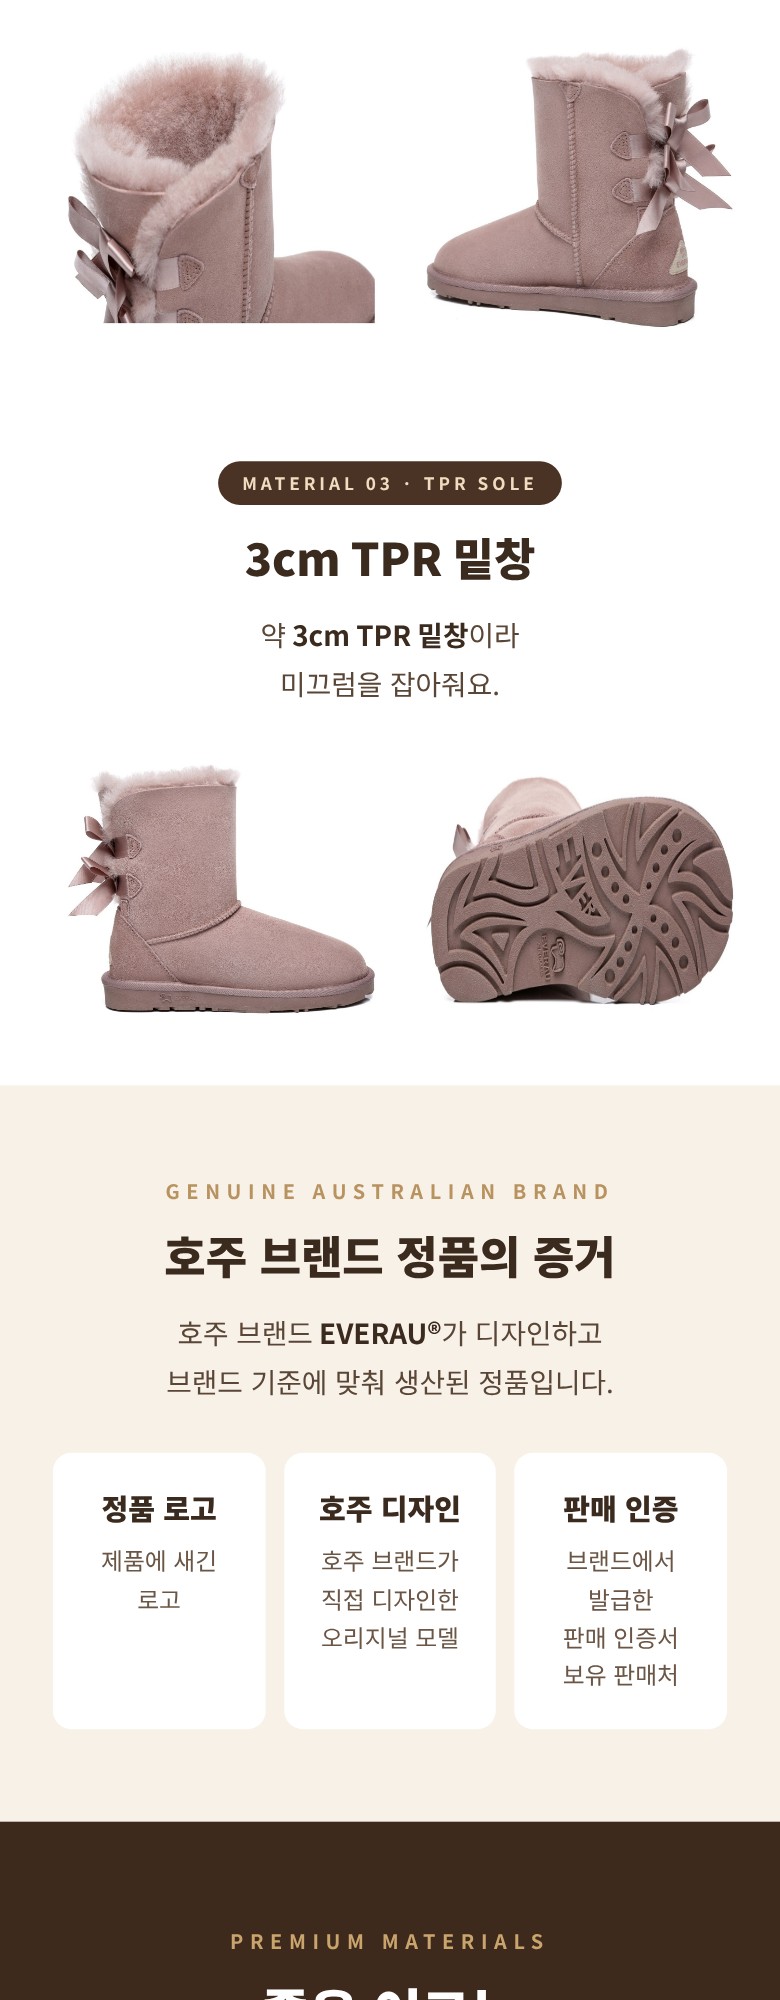 MATERIAL 03 · TPR SOLE
3cm TPR 밑창
약 3cm TPR 밑창이라
미끄럼을 잡아줘요.
EVER
EVERAU
GENUINE AUSTRALIAN BRAND
호주 브랜드 정품의 증거
호주 브랜드 EVERAU®가 디자인하고
브랜드 기준에 맞춰 생산된 정품입니다.
정품 로고
제품에 새긴
로고
호주 디자인
호주 브랜드가
직접 디자인한
오리지널 모델
판매 인증
브랜드에서
발급한
판매 인증서
보유 판매처
PREMIUM MATERIALS